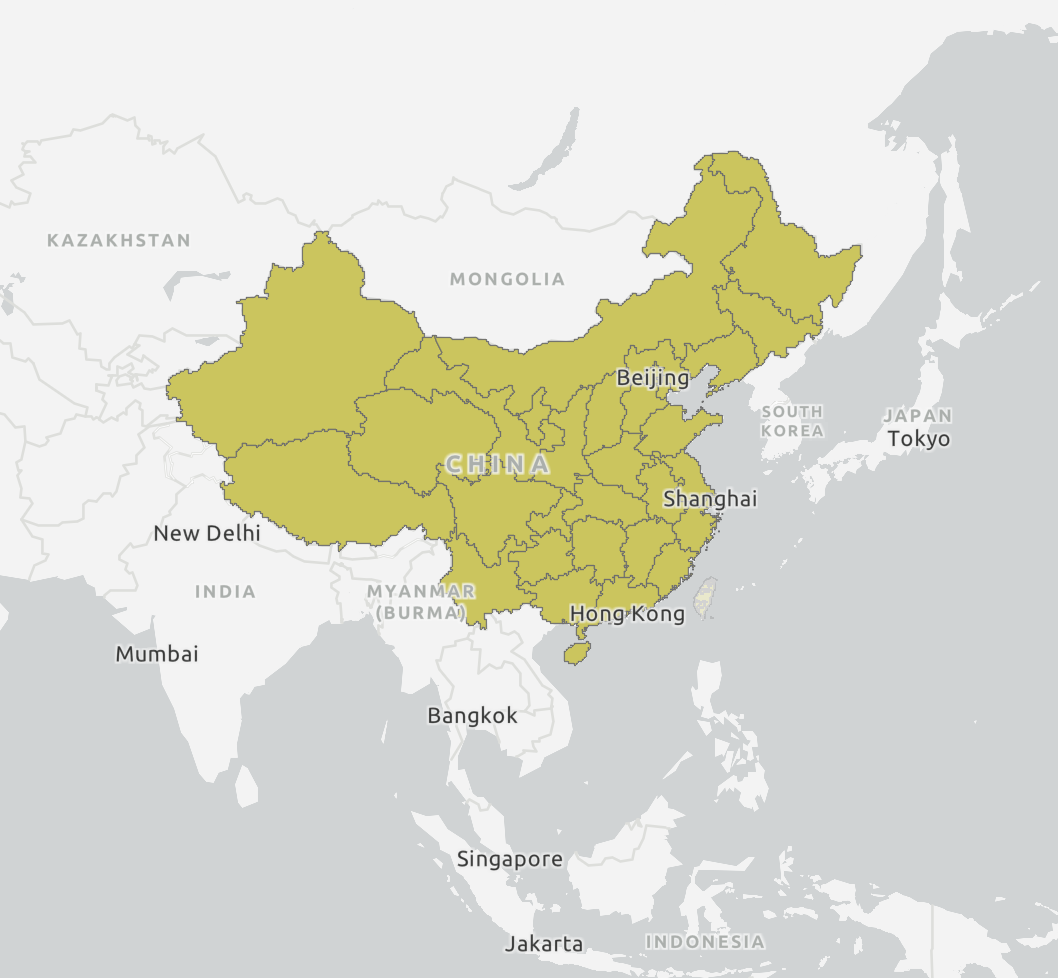 KAZAKHSTAN
MONGOLIA
Beijing
SOUTH
KOREA
JAPAN
Tokyo
CHINA
Shanghai
New Delhi
INDIA
MYANMAR
(BURMA)
Hong Kong
Mumbai
Bangkok
Singapore
Jakarta
INDONESIA